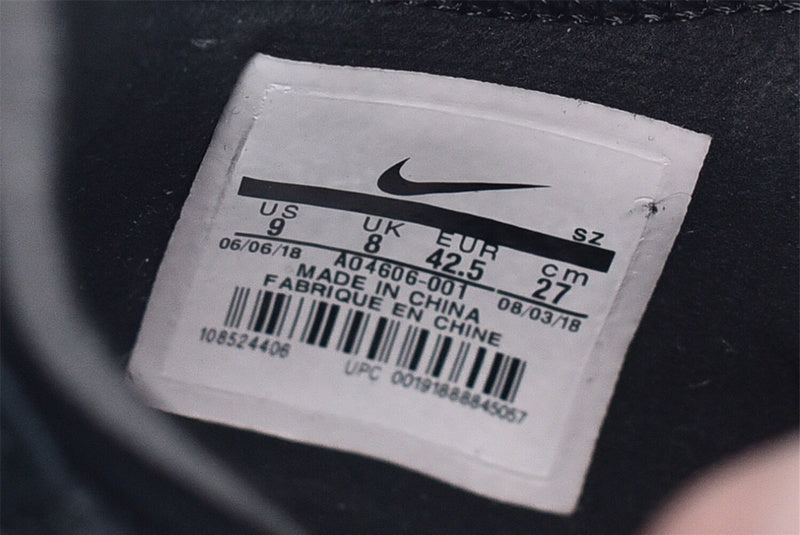 SZ
US UK EUR cm
9 8 42.5 27
06/06/18 AO4606-001 08/03/18
MADE IN CHINA
FABRIQUE EN CHINE
108524406
UPC 00191888845057